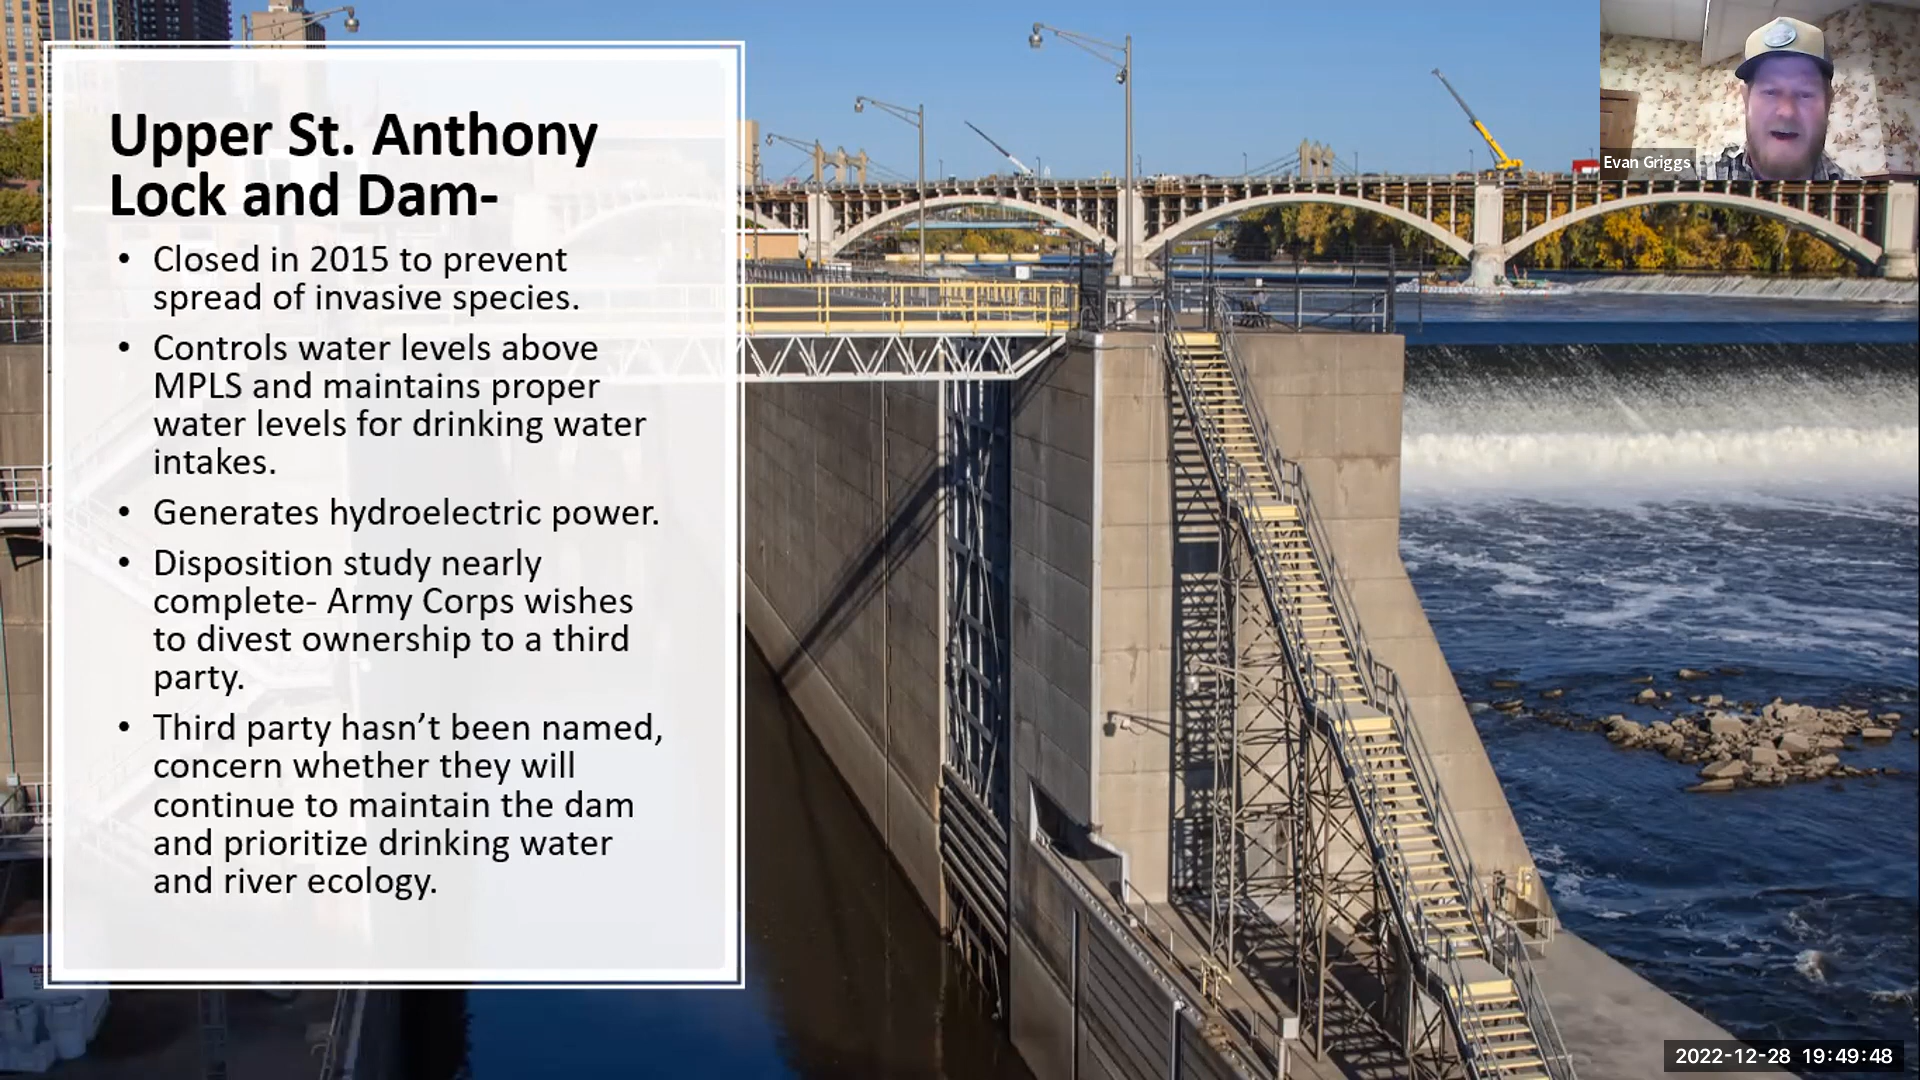 Upper St. Anthony
Lock and Dam-
• Closed in 2015 to prevent
spread of invasive species.
• Controls water levels above
MPLS and maintains proper
water levels for drinking water
intakes.
• Generates hydroelectric power.
• Disposition study nearly
complete- Army Corps wishes
to divest ownership to a third
party.
• Third party hasn’t been named,
concern whether they will
continue to maintain the dam
and prioritize drinking water
and river ecology.
Evan Griggs
2022-12-28 19:49:48